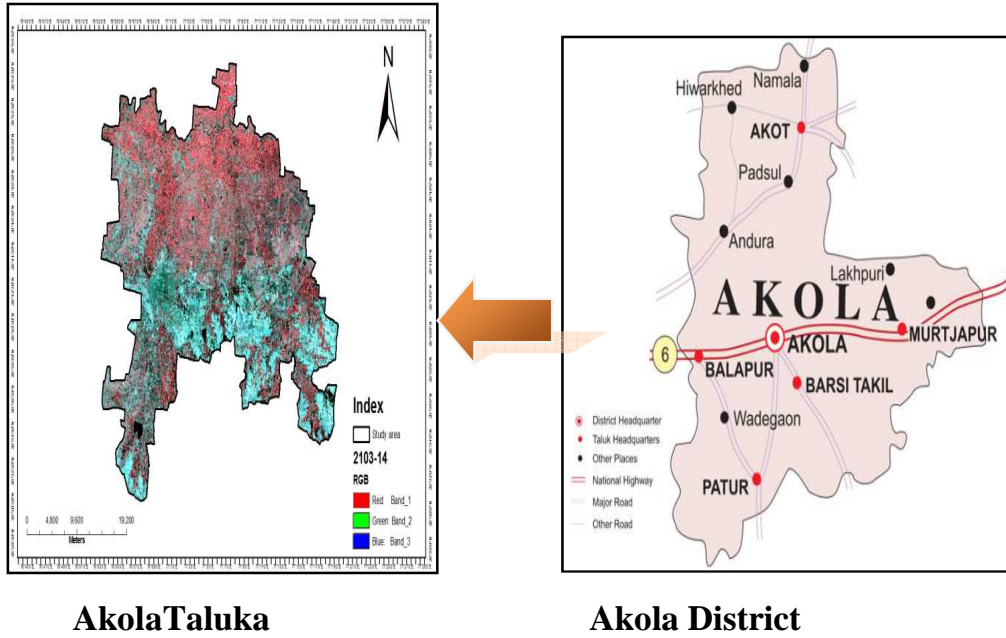 N
Index
Study area
2103-14
RGB
Red: Band_1
Green: Band_2
Blue: Band_3
0 4,800 9,600 19,200
Meters
Namala
Hiwarkhed
AKOT
Padsul
Andura
Lakhpuri
AKOLA
MURTJAPUR
AKOLA
6
BALAPUR
BARSI TAKIL
Wadegaon
PATUR
District Headquarter
Taluk Headquarters
Other Places
National Highway
Major Road
Other Road
AkolaTaluka
Akola District